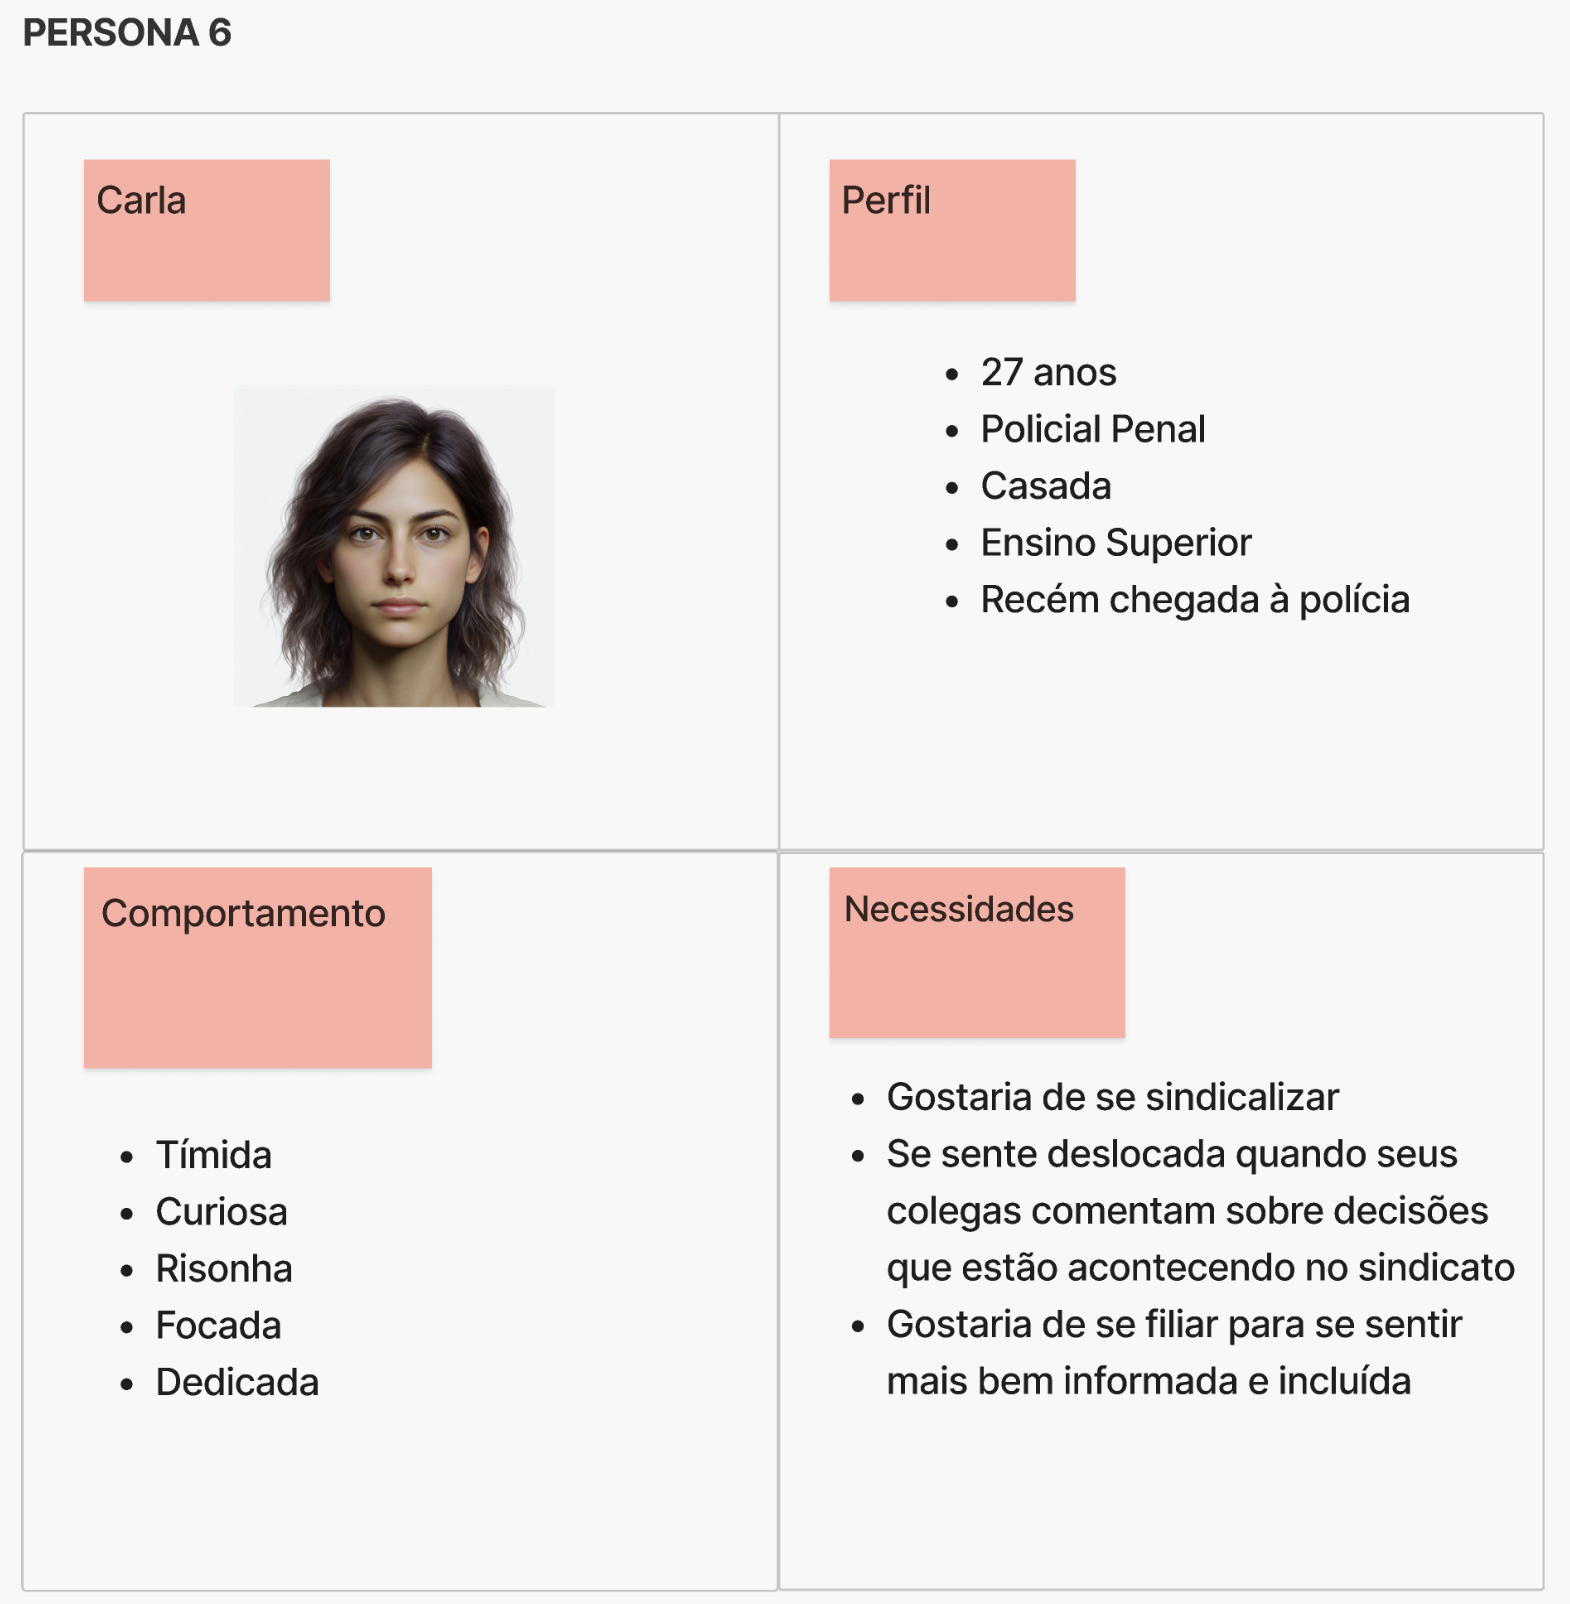 PERSONA 6
Carla
Perfil
• 27 anos
• Policial Penal
• Casada
• Ensino Superior
• Recém chegada à polícia
Comportamento
• Tímida
• Curiosa
• Risonha
• Focada
• Dedicada
Necessidades
• Gostaria de se sindicalizar
• Se sente deslocada quando seus
colegas comentam sobre decisões
que estão acontecendo no sindicato
• Gostaria de se filiar para se sentir
mais bem informada e incluída